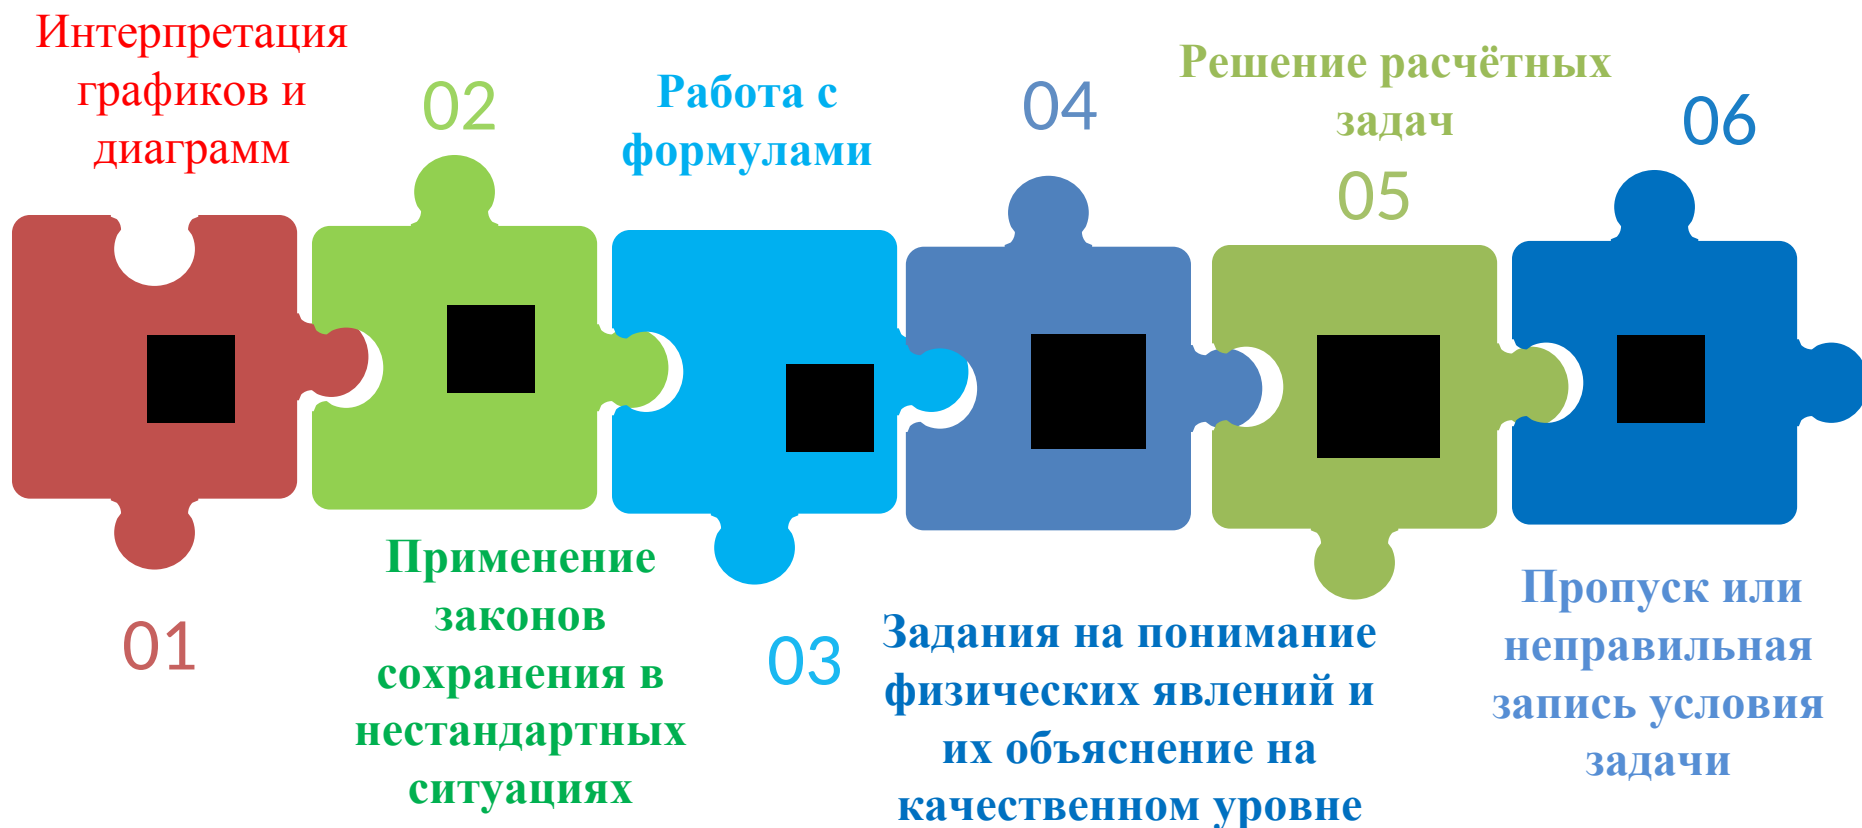 Интерпретация
графиков и
диаграмм
01
02
Применение
законов
сохранения в
нестандартных
ситуациях
Работа с
формулами
03
04
Задания на понимание
физических явлений и
их объяснение на
качественном уровне
Решение расчётных
задач
05
06
Пропуск или
неправильная
запись условия
задачи